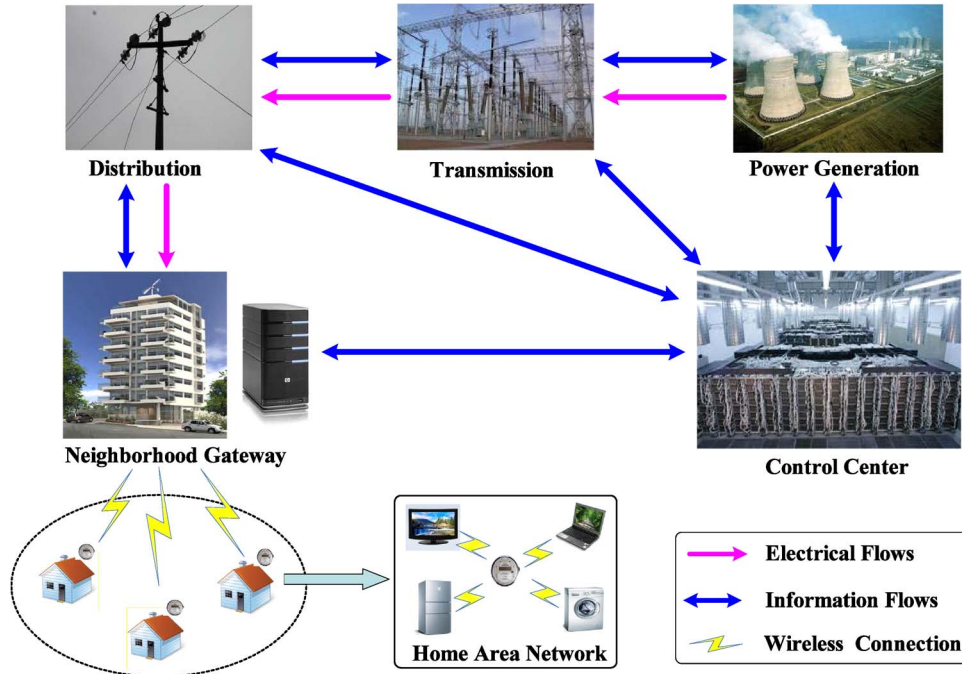 Distribution
Transmission
Power Generation
Neighborhood Gateway
Control Center
Home Area Network
Electrical Flows
Information Flows
Wireless Connection